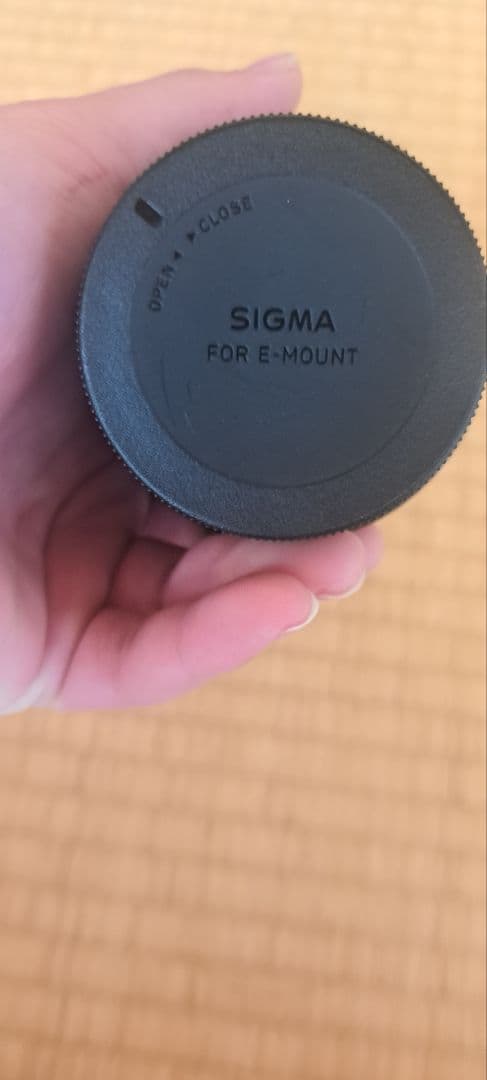 OPEN ◄ ►CLOSE
SIGMA
FOR E-MOUNT